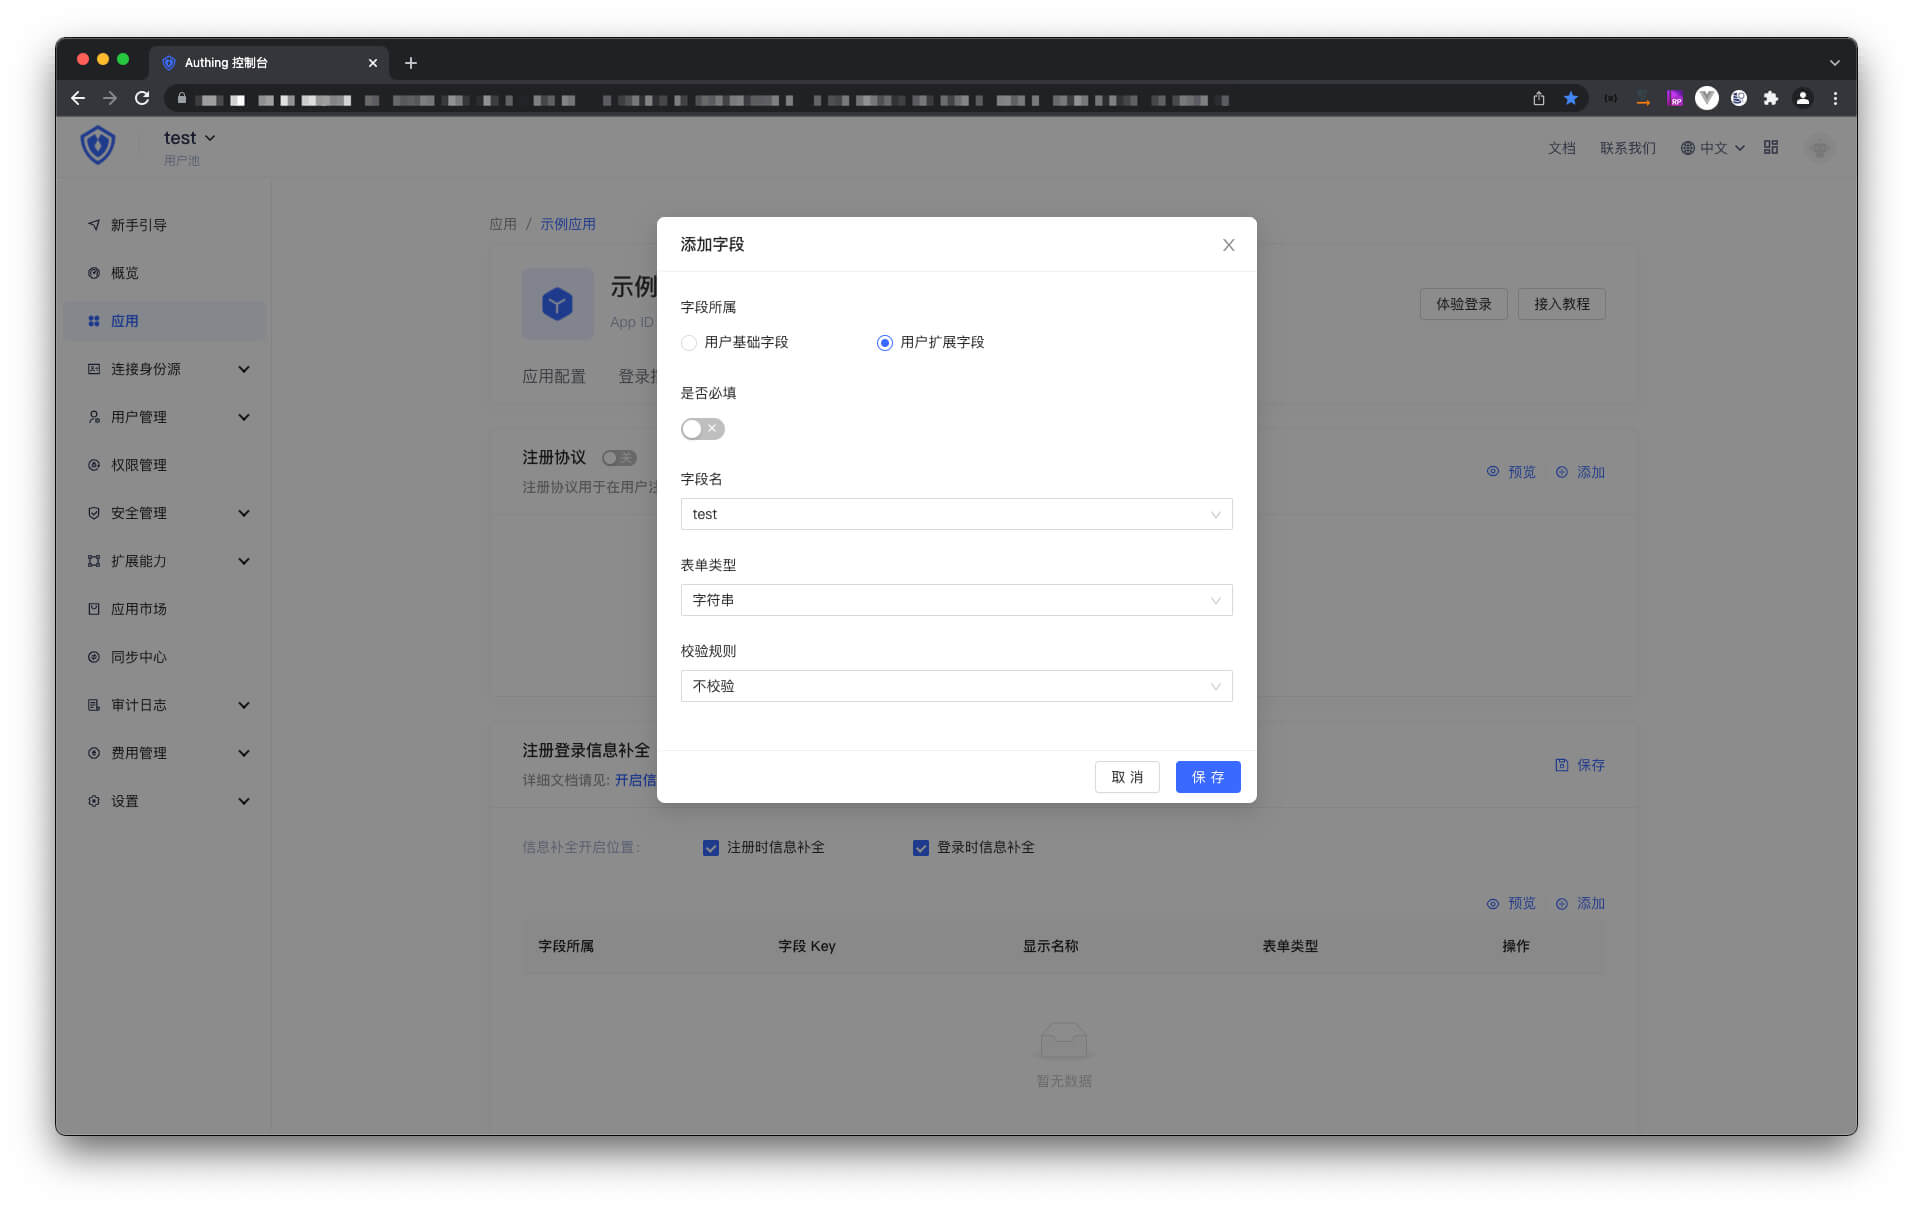 Authing 控制台
test
用户池
文档
联系我们
中文
新手引导
概览
应用
连接身份源
用户管理
权限管理
安全管理
扩展能力
应用市场
同步中心
审计日志
费用管理
设置
应用 / 示例应用
示例
App ID
体验登录
接入教程
应用配置
注册协议
关
注册协议用于在用户
预览
添加
注册登录信息补全
详细文档请见: 开启信
保存
信息补全开启位置:
注册时信息补全
登录时信息补全
预览
添加
字段所属
字段 Key
显示名称
表单类型
操作
暂无数据
添加字段
字段所属
用户基础字段
用户扩展字段
是否必填
字段名
test
表单类型
字符串
校验规则
不校验
取 消
保 存